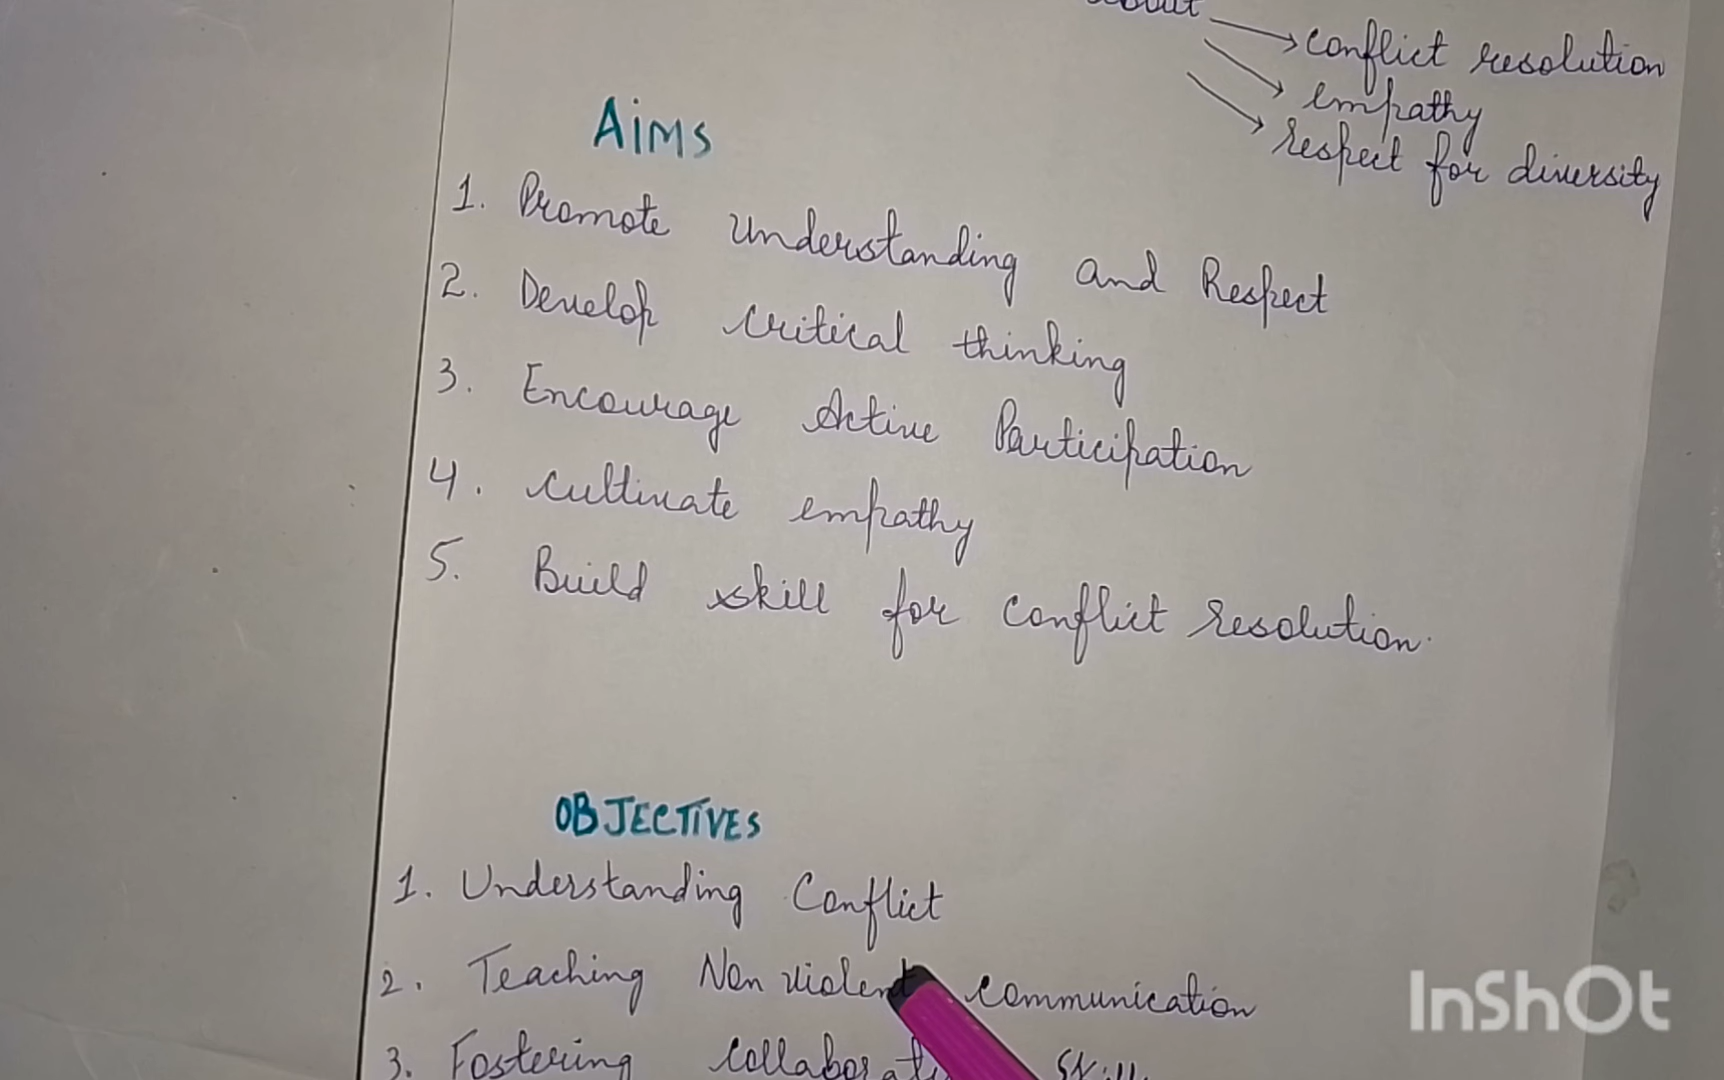 about → conflict resolution
→ empathy
→ respect for diversity
AIMS
1. Promote Understanding and Respect
2. Develop critical thinking
3. Encourage Active Participation
4. cultivate empathy
5. Build skill for conflict resolution.
OBJECTIVES
1. Understanding Conflict
2. Teaching Non violent communication
3. Fostering
InShOt